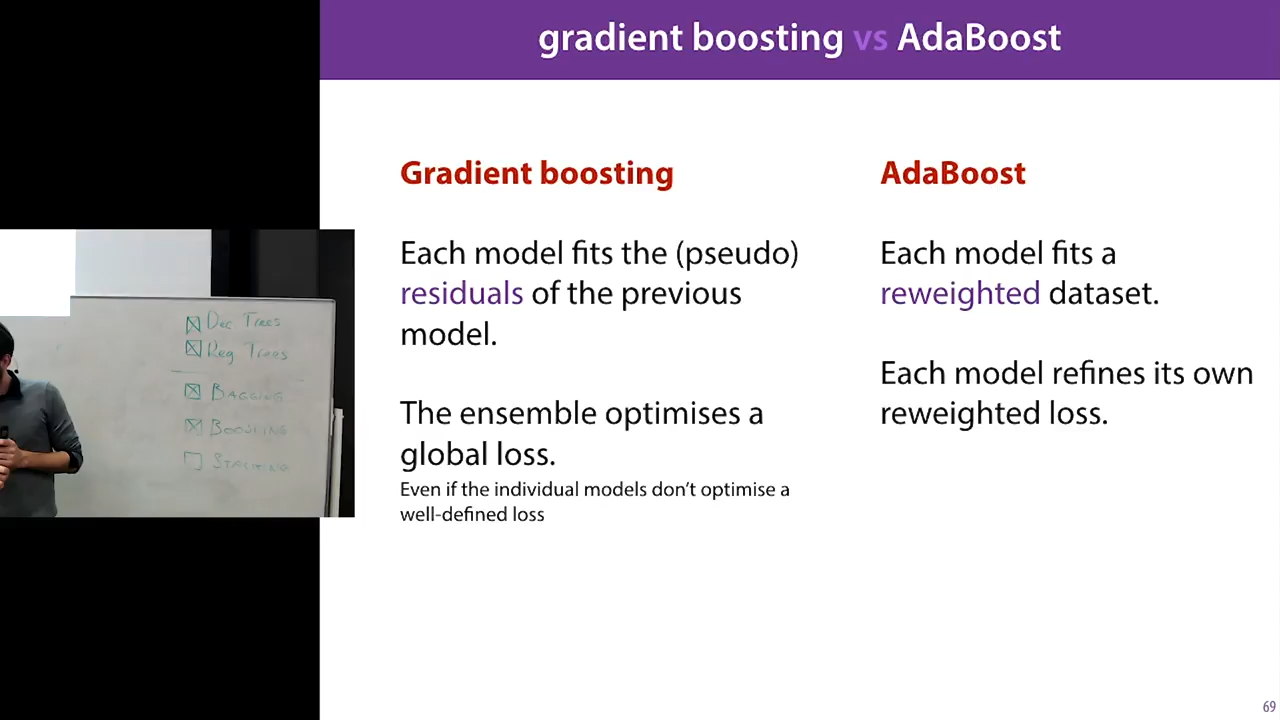 gradient boosting vs AdaBoost
Gradient boosting
Each model fits the (pseudo)
residuals of the previous
model.
The ensemble optimises a
global loss.
Even if the individual models don't optimise a
well-defined loss
AdaBoost
Each model fits a
reweighted dataset.
Each model refines its own
reweighted loss.
Dec Trees
Reg Trees
BAGGING
BOOSTING
STACKING
69